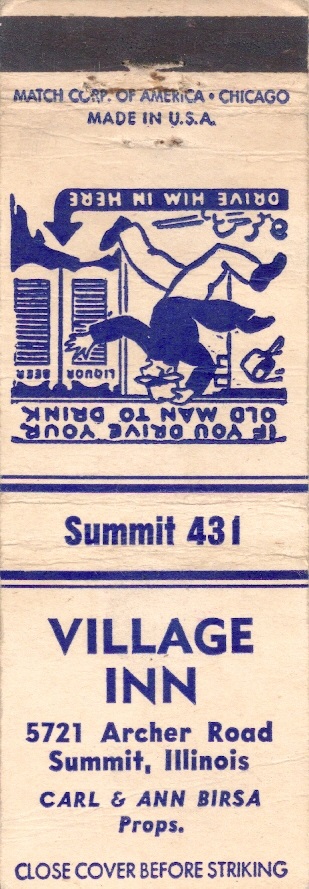 MATCH CORP. OF AMERICA • CHICAGO
MADE IN U.S.A.
IF YOU DRIVE YOUR
OLD MAN TO DRINK
LIQUOR BEER
DRIVE HIM IN HERE
Summit 431
VILLAGE
INN
5721 Archer Road
Summit, Illinois
CARL & ANN BIRSA
Props.
CLOSE COVER BEFORE STRIKING